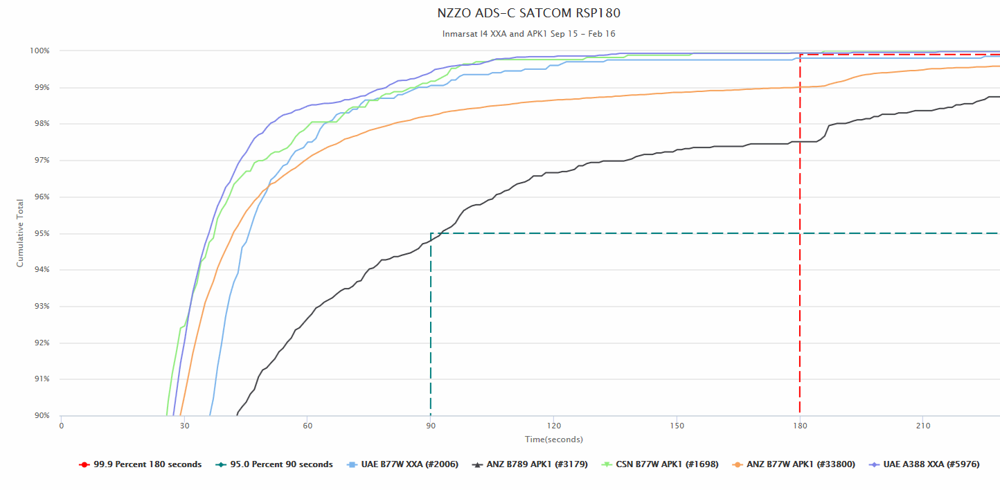 NZZO ADS-C SATCOM RSP180
Inmarsat I4 XXA and APK1 Sep 15 - Feb 16
Cumulative Total
100%
99%
98%
97%
96%
95%
94%
93%
92%
91%
90%
0 30 60 90 120 150 180 210
Time(seconds)
99.9 Percent 180 seconds 95.0 Percent 90 seconds UAE B77W XXA (#2006) ANZ B789 APK1 (#3179) CSN B77W APK1 (#1698) ANZ B77W APK1 (#33800) UAE A388 XXA (#5976)